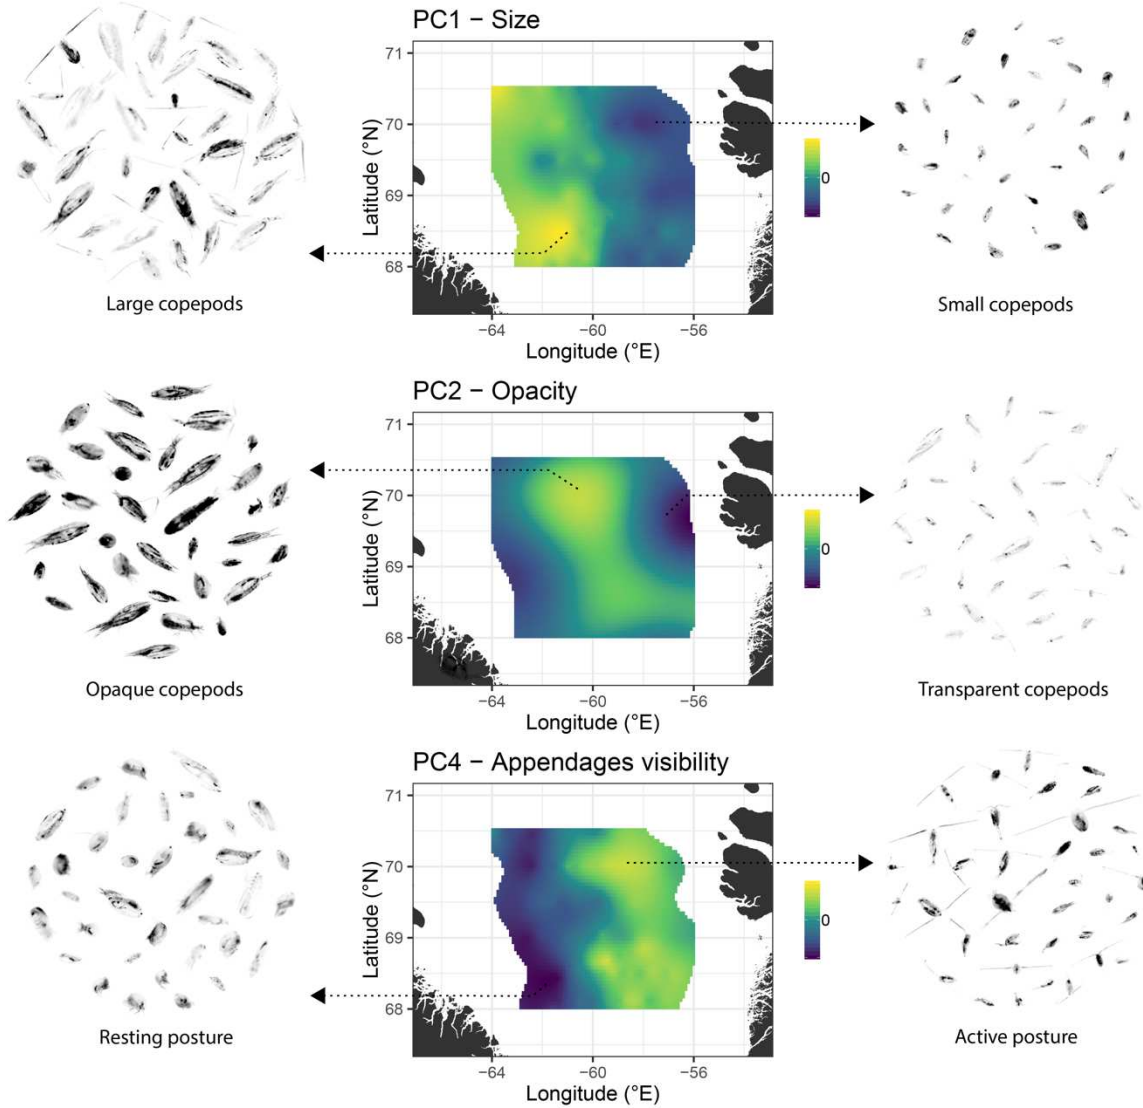 PC1 − Size
71
70
69
68
Latitude (°N)
−64
−60
−56
Longitude (°E)
0
Large copepods
Small copepods
PC2 − Opacity
71
70
69
68
Latitude (°N)
−64
−60
−56
Longitude (°E)
0
Opaque copepods
Transparent copepods
PC4 − Appendages visibility
71
70
69
68
Latitude (°N)
−64
−60
−56
Longitude (°E)
0
Resting posture
Active posture